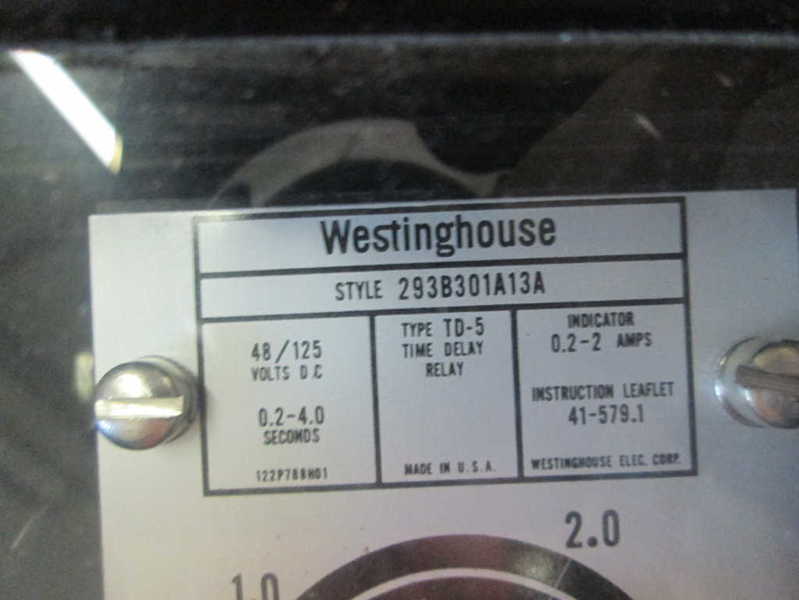 Westinghouse
STYLE 293B301A13A
48/125
VOLTS D.C
0.2-4.0
SECONDS
122P788H01
TYPE TD-5
TIME DELAY
RELAY
MADE IN U.S.A.
INDICATOR
0.2-2 AMPS
INSTRUCTION LEAFLET
41-579.1
WESTINGHOUSE ELEC. CORP.
2.0
1.0